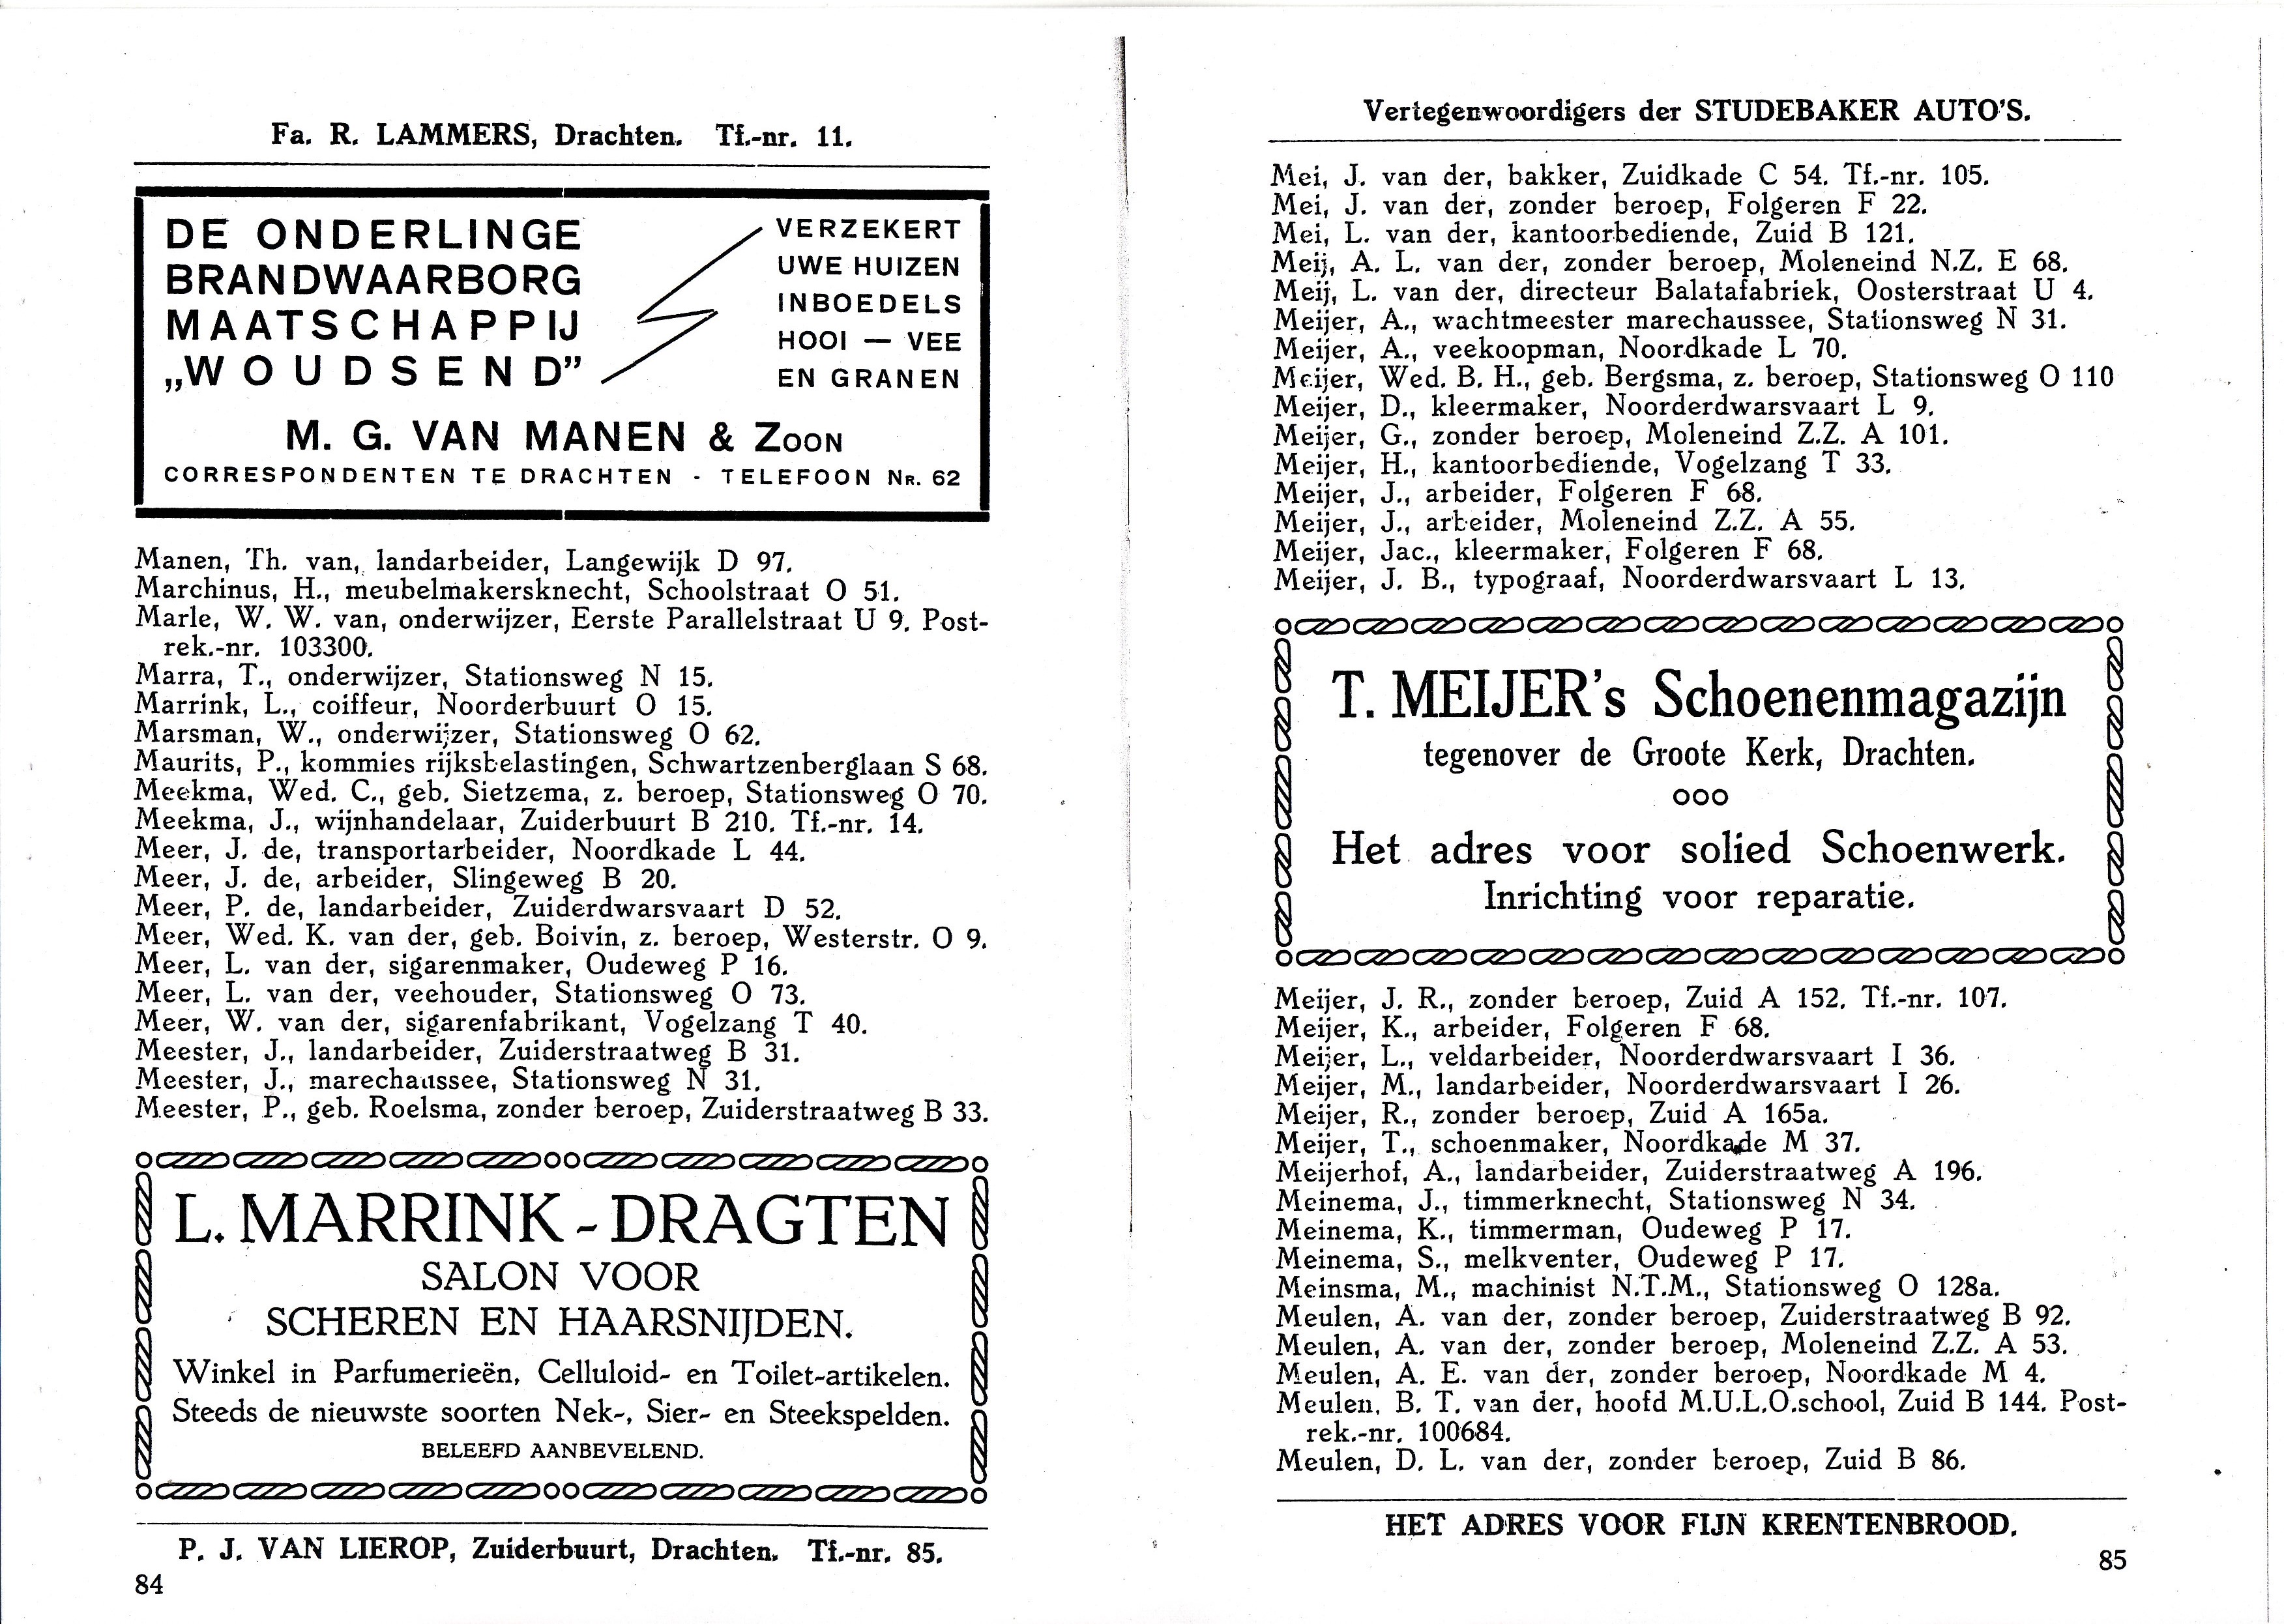 Fa. R. LAMMERS, Drachten. Tf.-nr. 11.
DE ONDERLINGE
BRANDWAARBORG
MAATSCHAPPIJ
„WOUDSEND”
VERZEKERT
UWE HUIZEN
INBOEDELS
HOOI — VEE
EN GRANEN
M. G. VAN MANEN & ZOON
CORRESPONDENTEN TE DRACHTEN - TELEFOON NR. 62
Manen, Th. van, landarbeider, Langewijk D 97.
Marchinus, H., meubelmakersknecht, Schoolstraat O 51.
Marle, W. W. van, onderwijzer, Eerste Parallelstraat U 9. Post-
rek.-nr. 103300.
Marra, T., onderwijzer, Stationsweg N 15.
Marrink, L., coiffeur, Noorderbuurt O 15.
Marsman, W., onderwijzer, Stationsweg O 62.
Maurits, P., kommies rijksbelastingen, Schwartzenberglaan S 68.
Meekma, Wed. C., geb. Sietzema, z. beroep, Stationsweg O 70.
Meekma, J., wijnhandelaar, Zuiderbuurt B 210. Tf.-nr. 14.
Meer, J. de, transportarbeider, Noordkade L 44.
Meer, J. de, arbeider, Slingeweg B 20.
Meer, P. de, landarbeider, Zuiderdwarsvaart D 52.
Meer, Wed. K. van der, geb. Boivin, z. beroep, Westerstr. O 9.
Meer, L. van der, sigarenmaker, Oudeweg P 16.
Meer, L. van der, veehouder, Stationsweg O 73.
Meer, W. van der, sigarenfabrikant, Vogelzang T 40.
Meester, J., landarbeider, Zuiderstraatweg B 31.
Meester, J., marechaussee, Stationsweg N 31.
Meester, P., geb. Roelsma, zonder beroep, Zuiderstraatweg B 33.
L. MARRINK - DRAGTEN
SALON VOOR
SCHEREN EN HAARSNIJDEN.
Winkel in Parfumerieën, Celluloid- en Toilet-artikelen.
Steeds de nieuwste soorten Nek-, Sier- en Steekspelden.
BELEEFD AANBEVELEND.
P. J. VAN LIEROP, Zuiderbuurt, Drachten. Tf.-nr. 85.
84
Vertegenwoordigers der STUDEBAKER AUTO'S.
Mei, J. van der, bakker, Zuidkade C 54. Tf.-nr. 105.
Mei, J. van der, zonder beroep, Folgeren F 22.
Mei, L. van der, kantoorbediende, Zuid B 121.
Meij, A. L. van der, zonder beroep, Moleneind N.Z. E 68.
Meij, L. van der, directeur Balatafabriek, Oosterstraat U 4.
Meijer, A., wachtmeester marechaussee, Stationsweg N 31.
Meijer, A., veekoopman, Noordkade L 70.
Meijer, Wed. B. H., geb. Bergsma, z. beroep, Stationsweg O 110
Meijer, D., kleermaker, Noorderdwarsvaart L 9.
Meijer, G., zonder beroep, Moleneind Z.Z. A 101.
Meijer, H., kantoorbediende, Vogelzang T 33.
Meijer, J., arbeider, Folgeren F 68.
Meijer, J., arbeider, Moleneind Z.Z. A 55.
Meijer, Jac., kleermaker, Folgeren F 68.
Meijer, J. B., typograaf, Noorderdwarsvaart L 13.
T. MEIJER's Schoenenmagazijn
tegenover de Groote Kerk, Drachten.
ooo
Het adres voor solied Schoenwerk.
Inrichting voor reparatie.
Meijer, J. R., zonder beroep, Zuid A 152. Tf.-nr. 107.
Meijer, K., arbeider, Folgeren F 68.
Meijer, L., veldarbeider, Noorderdwarsvaart I 36.
Meijer, M., landarbeider, Noorderdwarsvaart I 26.
Meijer, R., zonder beroep, Zuid A 165a.
Meijer, T., schoenmaker, Noordkade M 37.
Meijerhof, A., landarbeider, Zuiderstraatweg A 196.
Meinema, J., timmerknecht, Stationsweg N 34.
Meinema, K., timmerman, Oudeweg P 17.
Meinema, S., melkventer, Oudeweg P 17.
Meinsma, M., machinist N.T.M., Stationsweg O 128a.
Meulen, A. van der, zonder beroep, Zuiderstraatweg B 92.
Meulen, A. van der, zonder beroep, Moleneind Z.Z. A 53.
Meulen, A. E. van der, zonder beroep, Noordkade M 4.
Meulen, B. T. van der, hoofd M.U.L.O.school, Zuid B 144. Post-
rek.-nr. 100684.
Meulen, D. L. van der, zonder beroep, Zuid B 86.
HET ADRES VOOR FIJN KRENTENBROOD.
85